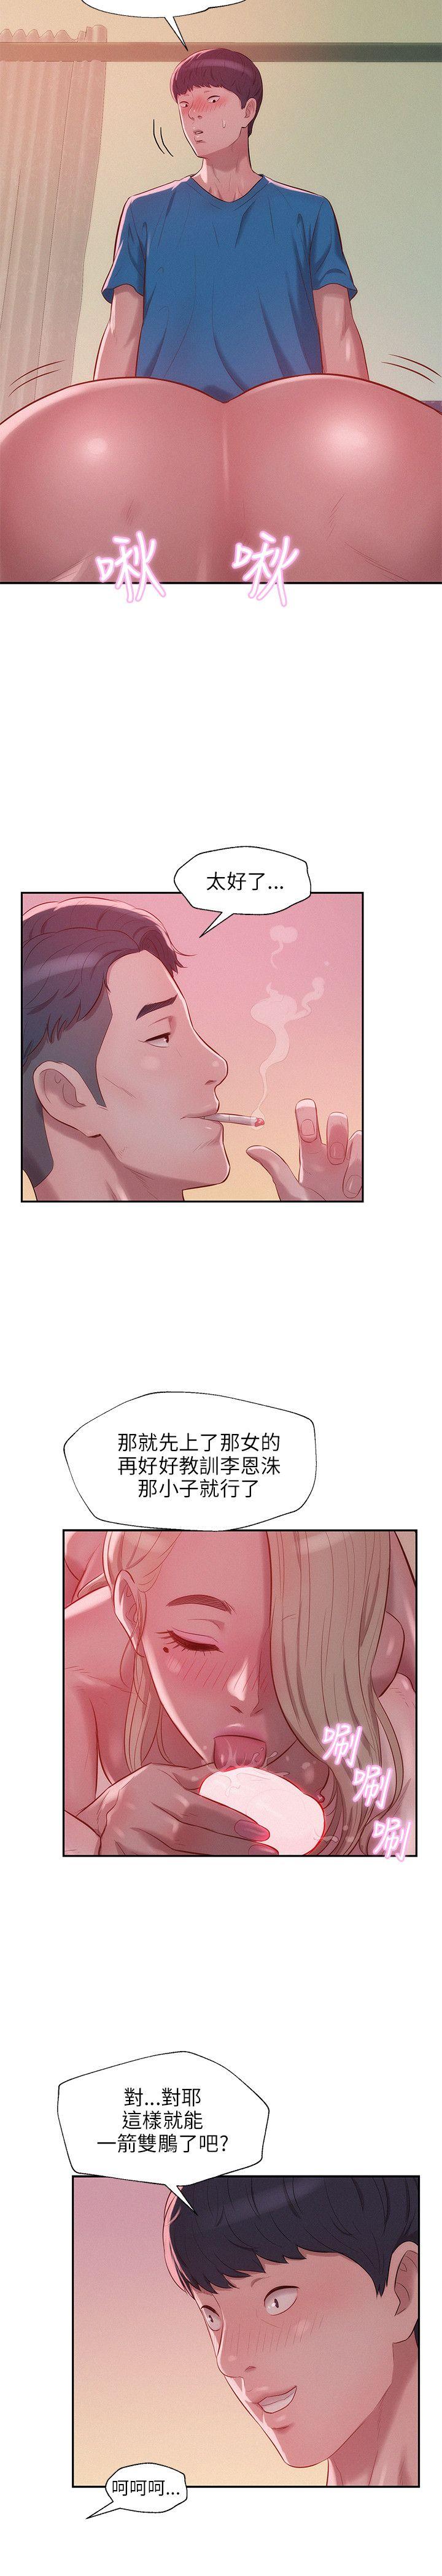 啾
啾
太好了...
那就先上了那女的
再好好教訓李恩洙
那小子就行了
唰
唰
唰
對...對耶
這樣就能
一箭雙鵰了吧?
呵呵呵...